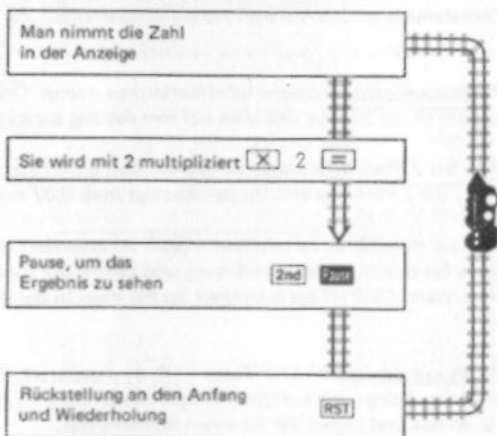 Man nimmt die Zahl
in der Anzeige
Sie wird mit 2 multipliziert × 2 =
Pause, um das
Ergebnis zu sehen 2nd Pause
Rückstellung an den Anfang
und Wiederholung RST